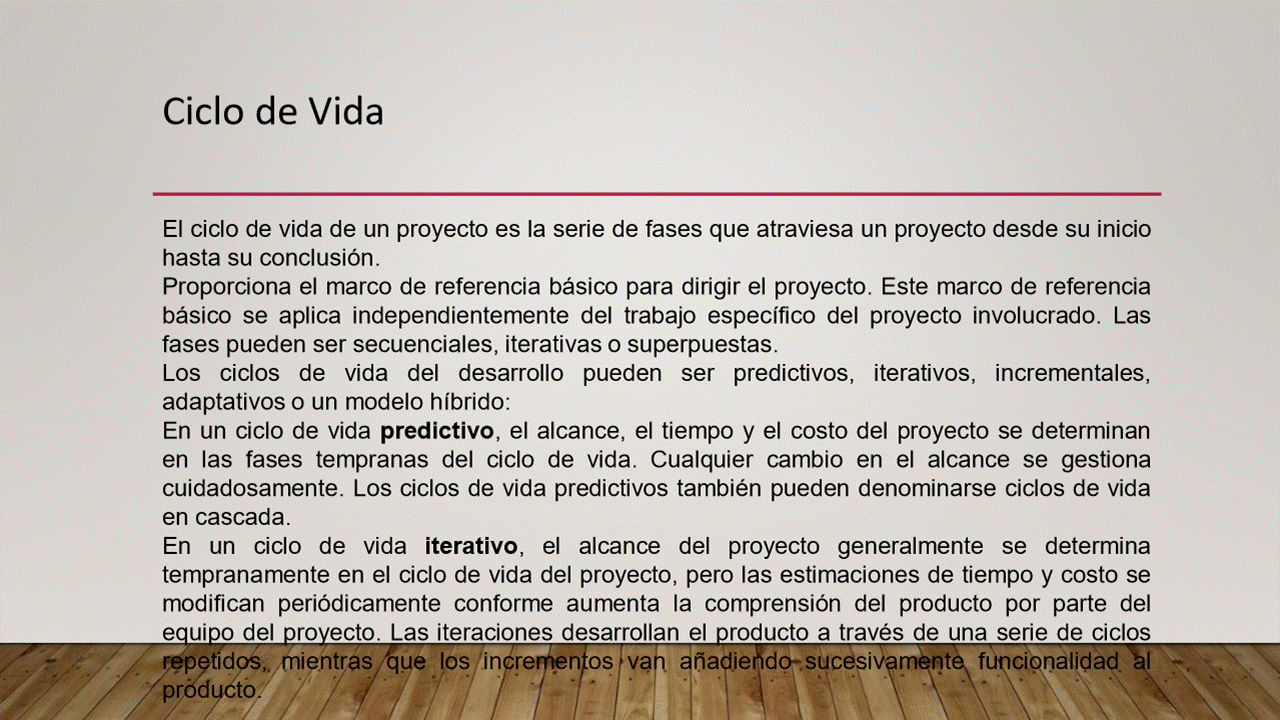 Ciclo de Vida
El ciclo de vida de un proyecto es la serie de fases que atraviesa un proyecto desde su inicio
hasta su conclusión.
Proporciona el marco de referencia básico para dirigir el proyecto. Este marco de referencia
básico se aplica independientemente del trabajo específico del proyecto involucrado. Las
fases pueden ser secuenciales, iterativas o superpuestas.
Los ciclos de vida del desarrollo pueden ser predictivos, iterativos, incrementales,
adaptativos o un modelo híbrido:
En un ciclo de vida predictivo, el alcance, el tiempo y el costo del proyecto se determinan
en las fases tempranas del ciclo de vida. Cualquier cambio en el alcance se gestiona
cuidadosamente. Los ciclos de vida predictivos también pueden denominarse ciclos de vida
en cascada.
En un ciclo de vida iterativo, el alcance del proyecto generalmente se determina
tempranamente en el ciclo de vida del proyecto, pero las estimaciones de tiempo y costo se
modifican periódicamente conforme aumenta la comprensión del producto por parte del
equipo del proyecto. Las iteraciones desarrollan el producto a través de una serie de ciclos
repetidos, mientras que los incrementos van añadiendo sucesivamente funcionalidad al
producto.